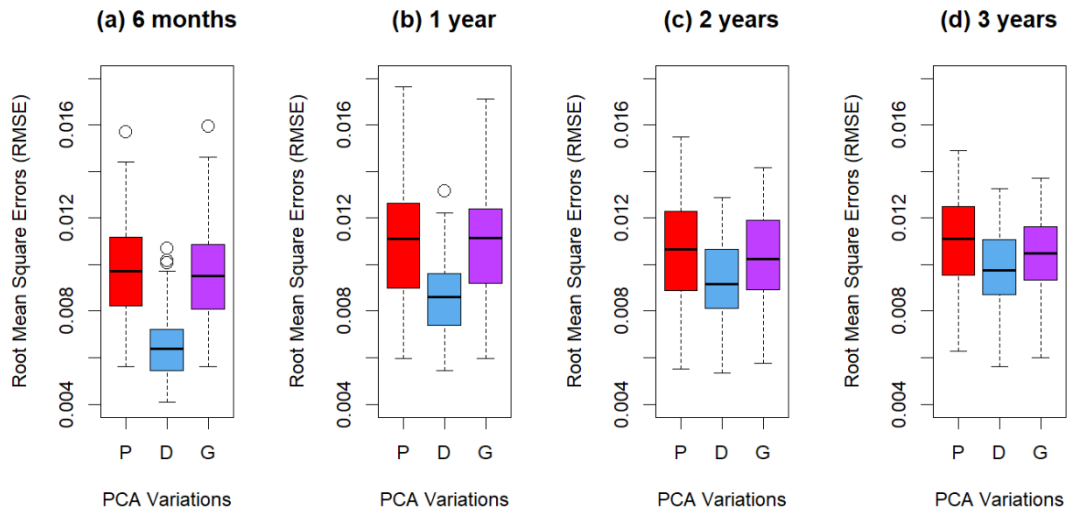 (a) 6 months
Root Mean Square Errors (RMSE)
0.004 0.008 0.012 0.016
P D G
PCA Variations
(b) 1 year
Root Mean Square Errors (RMSE)
0.004 0.008 0.012 0.016
P D G
PCA Variations
(c) 2 years
Root Mean Square Errors (RMSE)
0.004 0.008 0.012 0.016
P D G
PCA Variations
(d) 3 years
Root Mean Square Errors (RMSE)
0.004 0.008 0.012 0.016
P D G
PCA Variations